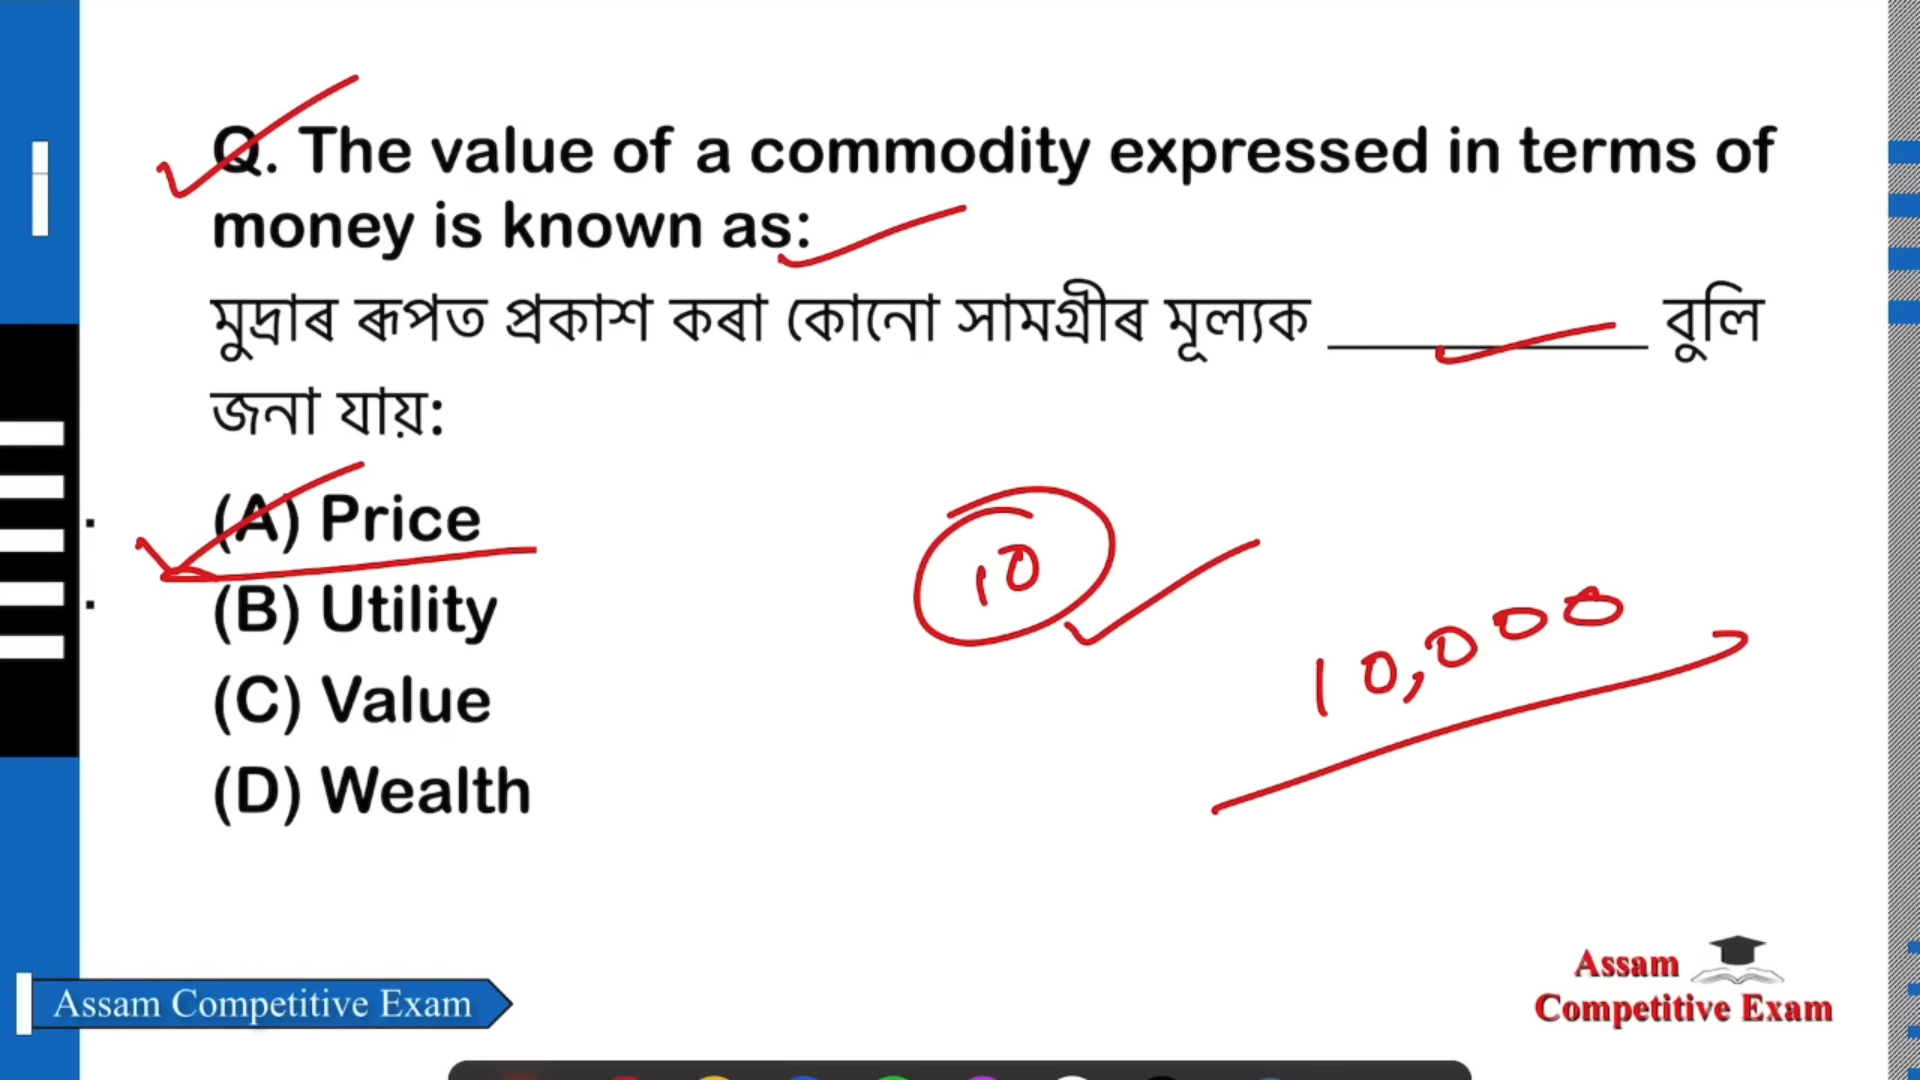 Q. The value of a commodity expressed in terms of
money is known as:
মুদ্ৰাৰ ৰূপত প্ৰকাশ কৰা কোনো সামগ্ৰীৰ মূল্যক __________ বুলি
জনা যায়:
(A) Price
(B) Utility
(C) Value
(D) Wealth
10
10,000
Assam Competitive Exam
Assam
Competitive Exam